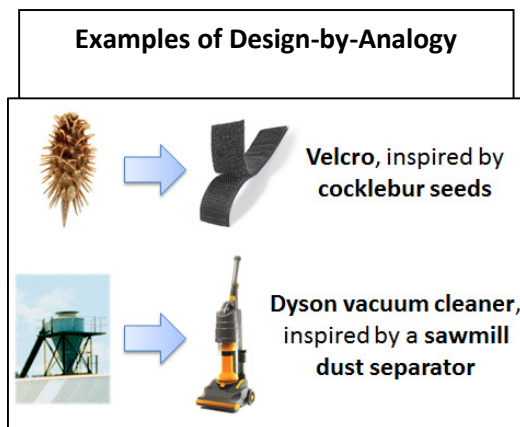 Examples of Design-by-Analogy
Velcro, inspired by
cocklebur seeds
Dyson vacuum cleaner,
inspired by a sawmill
dust separator